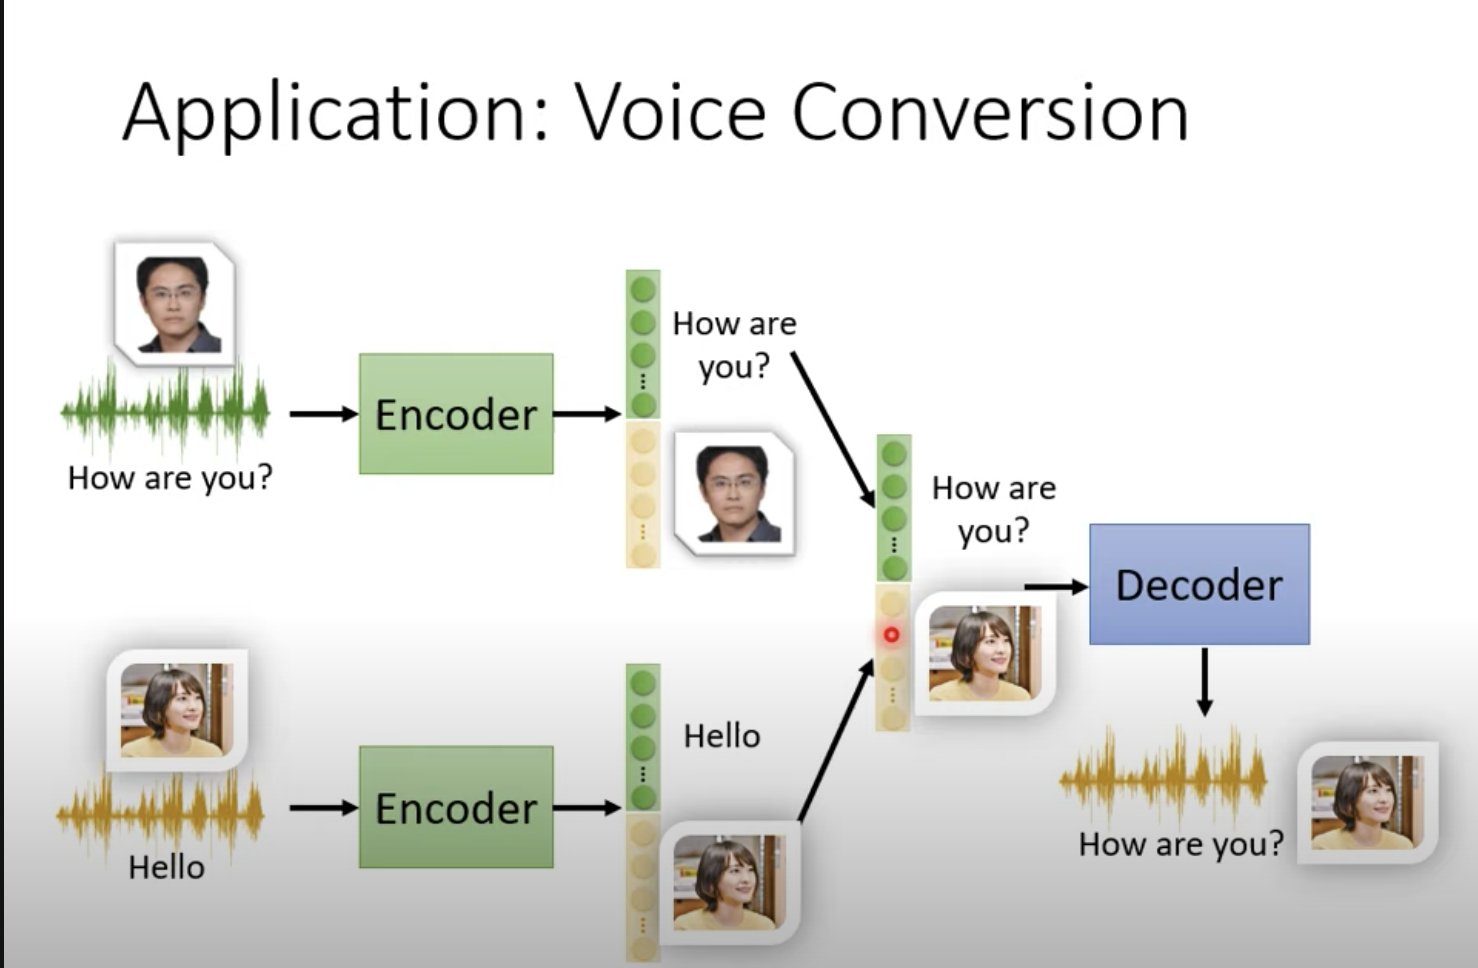 Application: Voice Conversion
How are you?
Encoder
How are
you?
How are
you?
Decoder
Hello
Encoder
Hello
How are you?